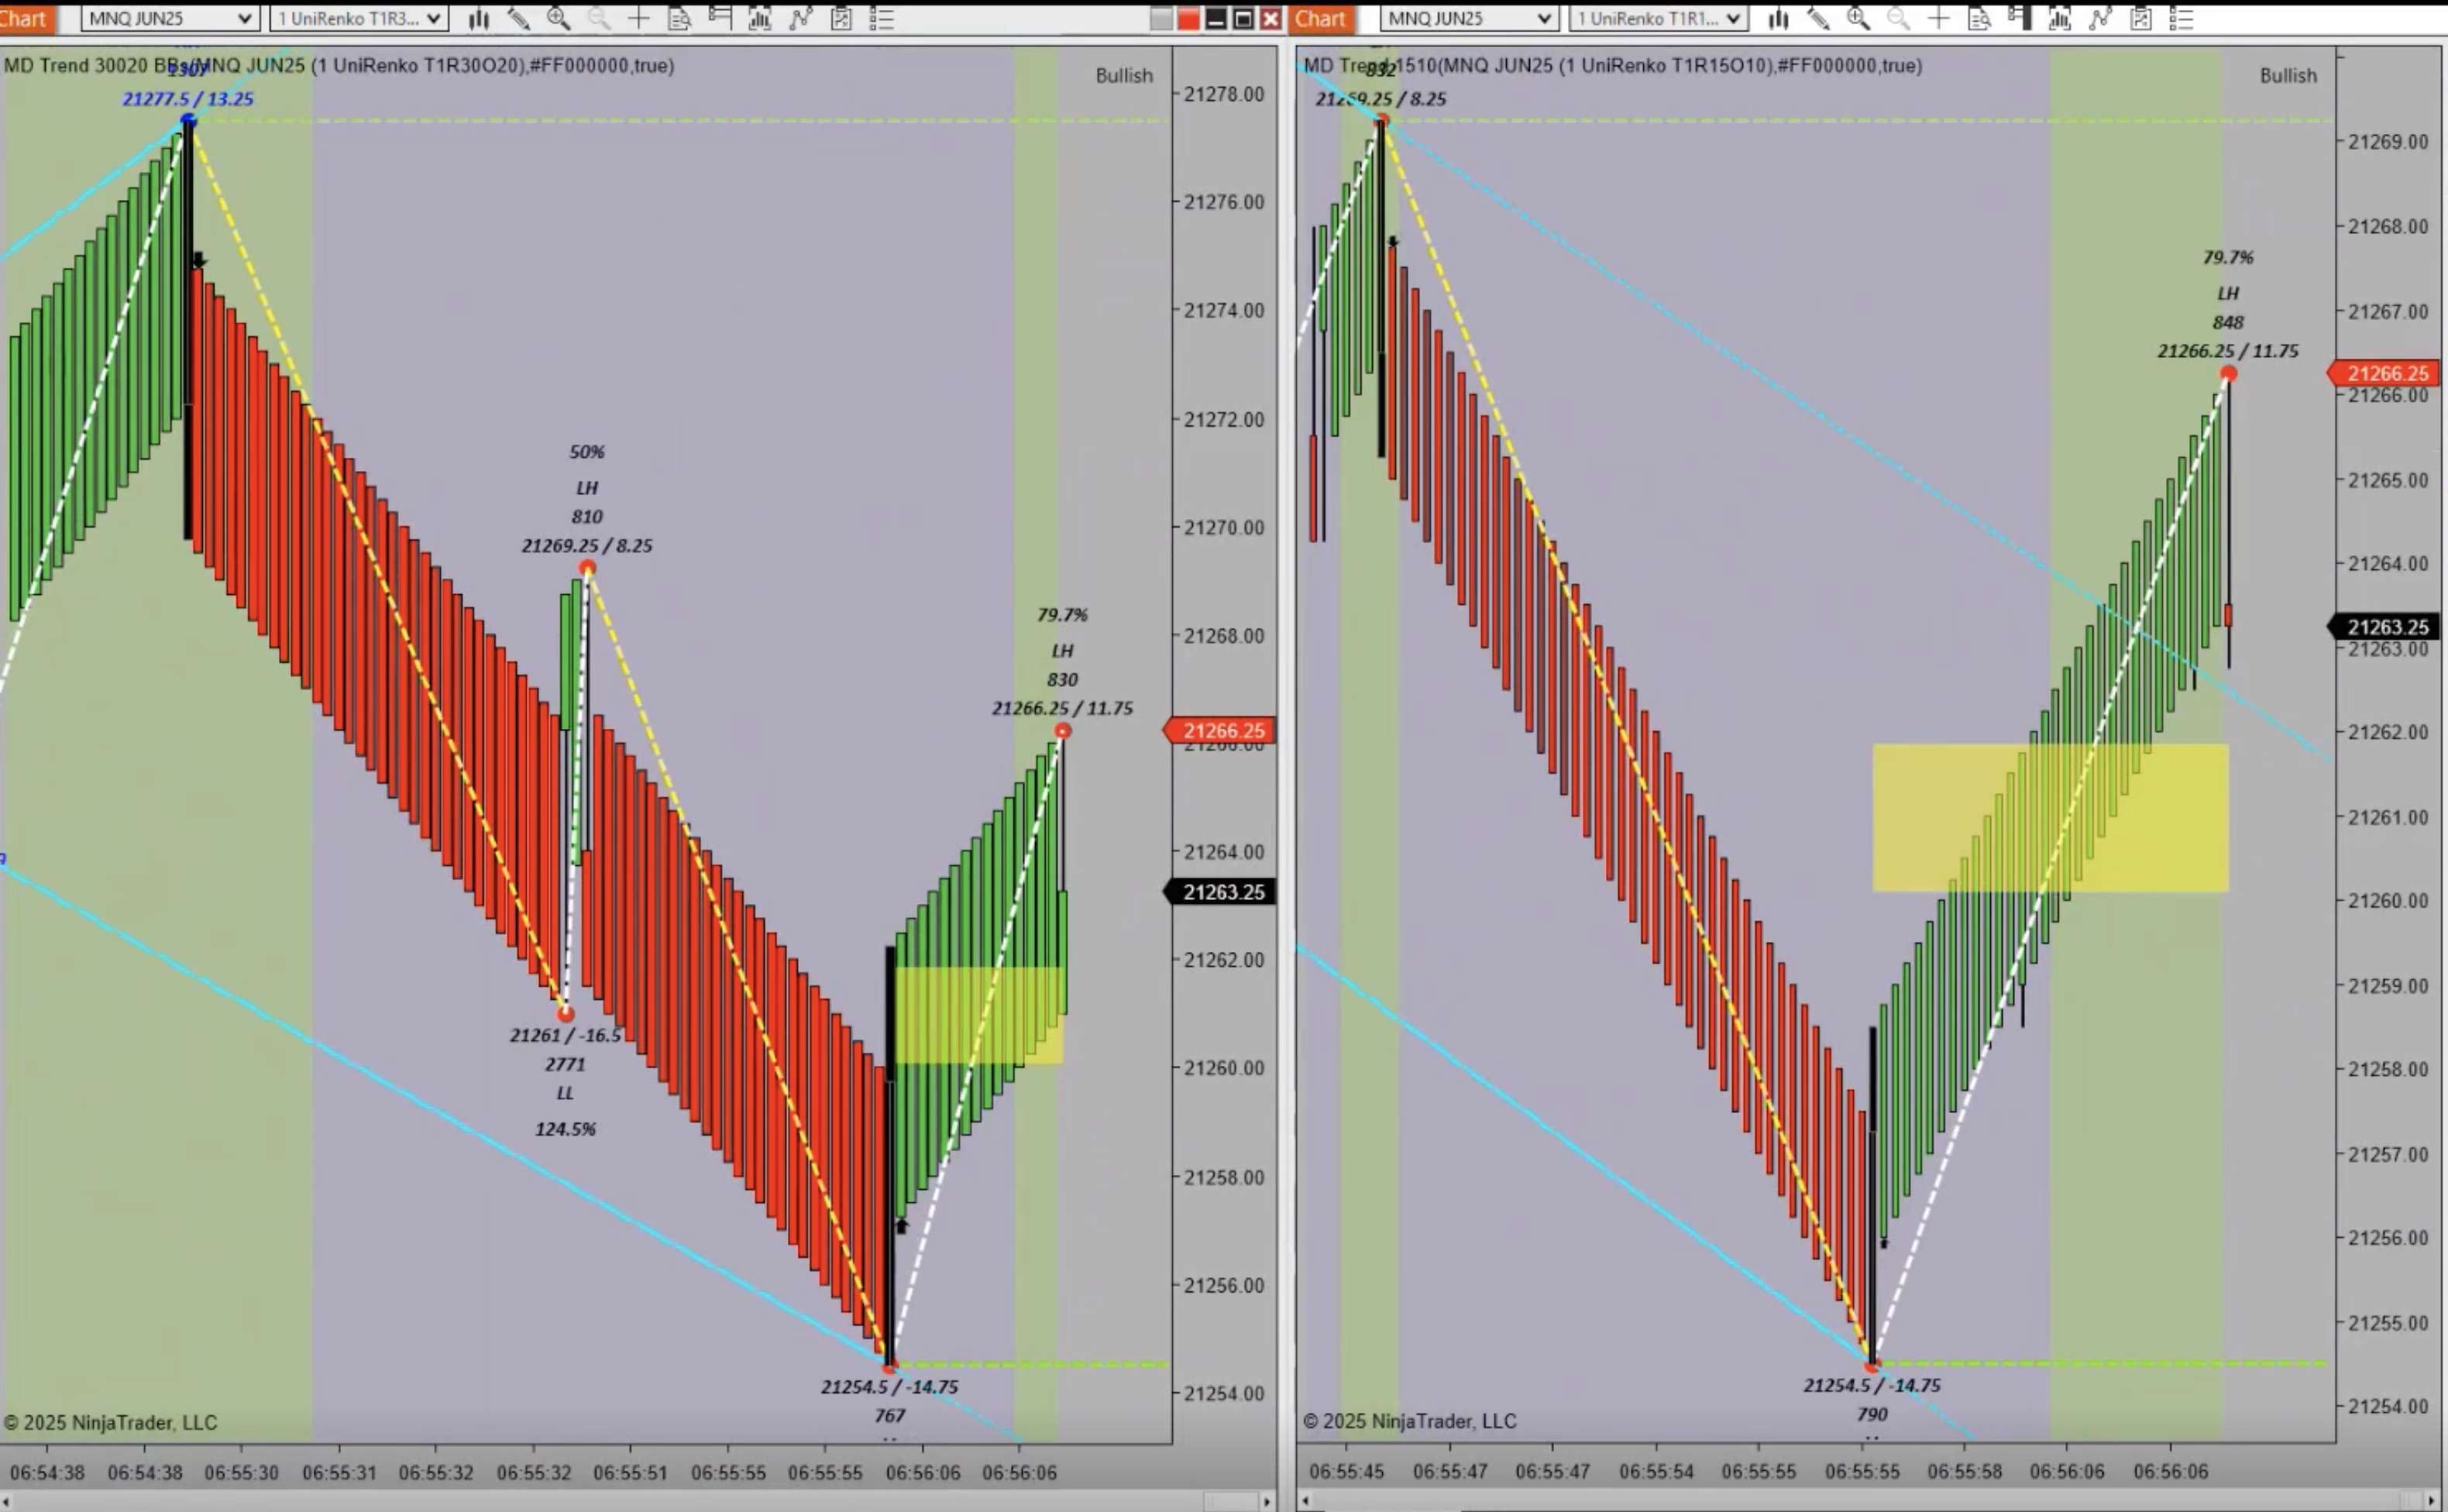 Chart MNQ JUN25 1 UniRenko T1R3...
MD Trend 30020 BBs(MNQ JUN25 (1 UniRenko T1R30O20),#FF000000,true)
Bullish
21277.5 / 13.25
50%
LH
810
21269.25 / 8.25
79.7%
LH
830
21266.25 / 11.75
21261 / -16.5
2771
LL
124.5%
21254.5 / -14.75
767
21278.00
21276.00
21274.00
21272.00
21270.00
21268.00
21266.25
21266.00
21264.00
21263.25
21262.00
21260.00
21258.00
21256.00
21254.00
© 2025 NinjaTrader, LLC
06:54:38 06:54:38 06:55:30 06:55:31 06:55:32 06:55:32 06:55:51 06:55:55 06:55:55 06:56:06 06:56:06
Chart MNQ JUN25 1 UniRenko T1R1...
MD Trend 1510(MNQ JUN25 (1 UniRenko T1R15O10),#FF000000,true)
Bullish
832
21269.25 / 8.25
79.7%
LH
848
21266.25 / 11.75
21254.5 / -14.75
790
21269.00
21268.00
21267.00
21266.25
21266.00
21265.00
21264.00
21263.25
21263.00
21262.00
21261.00
21260.00
21259.00
21258.00
21257.00
21256.00
21255.00
21254.00
© 2025 NinjaTrader, LLC
06:55:45 06:55:47 06:55:47 06:55:54 06:55:55 06:55:55 06:55:58 06:56:06 06:56:06